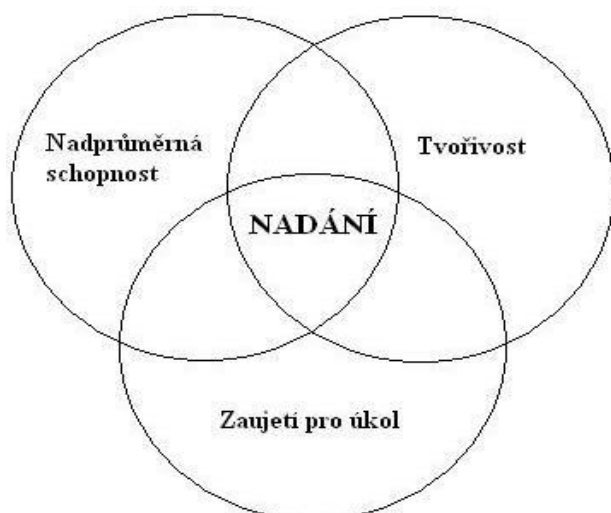 Nadprůměrná
schopnost
Tvořivost
NADÁNÍ
Zaujetí pro úkol